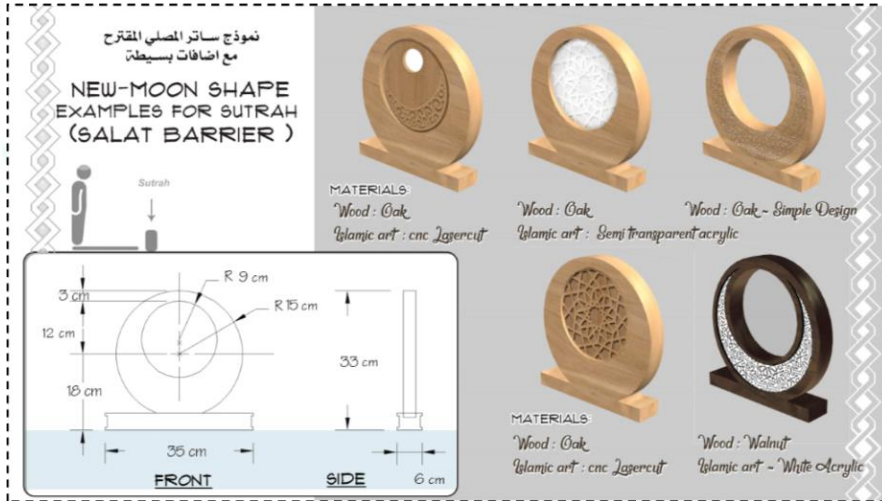 نموذج ساتر المصلي المقترح
مع اضافات بسيطة
NEW-MOON SHAPE
EXAMPLES FOR SUTRAH
(SALAT BARRIER )
Sutrah
MATERIALS:
Wood : Oak
Islamic art : cnc Lasercut
Wood : Oak
Islamic art : Semi transparent acrylic
Wood : Oak ~ Simple Design
R 9 cm
R 15 cm
3 cm
12 cm
18 cm
33 cm
35 cm
6 cm
FRONT
SIDE
MATERIALS:
Wood : Oak
Islamic art : cnc Lasercut
Wood : Walnut
Islamic art ~ White Acrylic